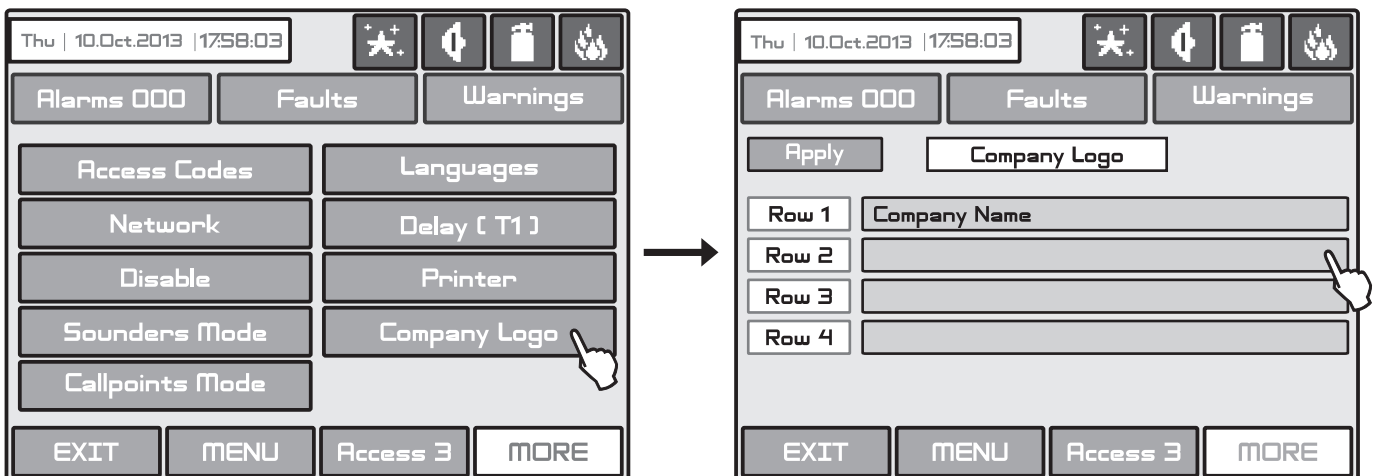 Thu | 10.Oct.2013 |17:58:03
Alarms 000 Faults Warnings
Access Codes Languages
Network Delay ( T1 )
Disable Printer
Sounders Mode Company Logo
Callpoints Mode
EXIT MENU Access 3 MORE
Thu | 10.Oct.2013 |17:58:03
Alarms 000 Faults Warnings
Apply Company Logo
Row 1 Company Name
Row 2
Row 3
Row 4
EXIT MENU Access 3 MORE